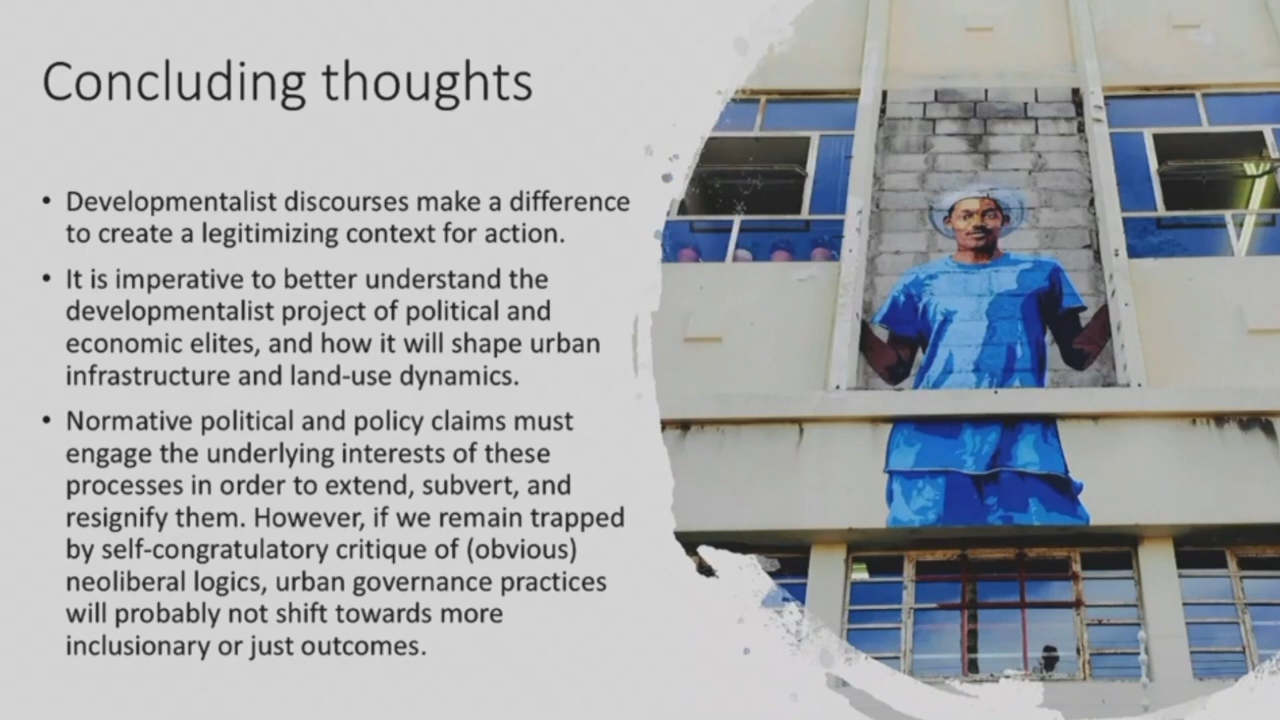 Concluding thoughts
• Developmentalist discourses make a difference
to create a legitimizing context for action.
• It is imperative to better understand the
developmentalist project of political and
economic elites, and how it will shape urban
infrastructure and land-use dynamics.
• Normative political and policy claims must
engage the underlying interests of these
processes in order to extend, subvert, and
resignify them. However, if we remain trapped
by self-congratulatory critique of (obvious)
neoliberal logics, urban governance practices
will probably not shift towards more
inclusionary or just outcomes.